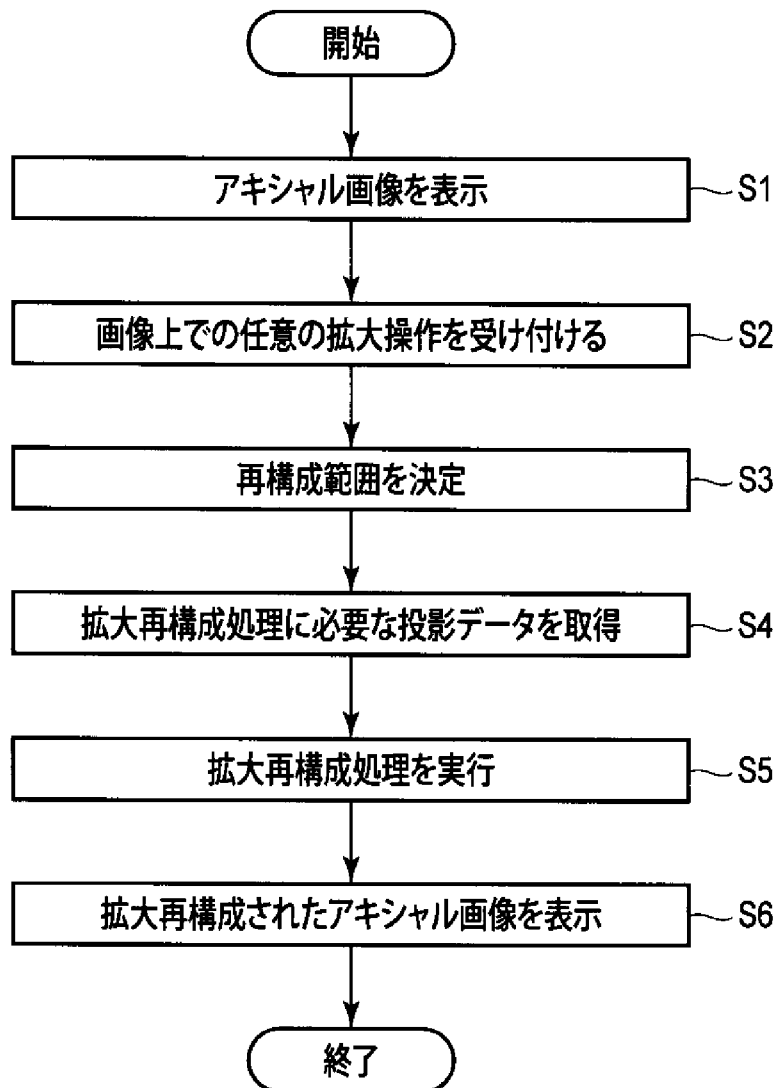 開始
アキシャル画像を表示 S1
画像上での任意の拡大操作を受け付ける S2
再構成範囲を決定 S3
拡大再構成処理に必要な投影データを取得 S4
拡大再構成処理を実行 S5
拡大再構成されたアキシャル画像を表示 S6
終了